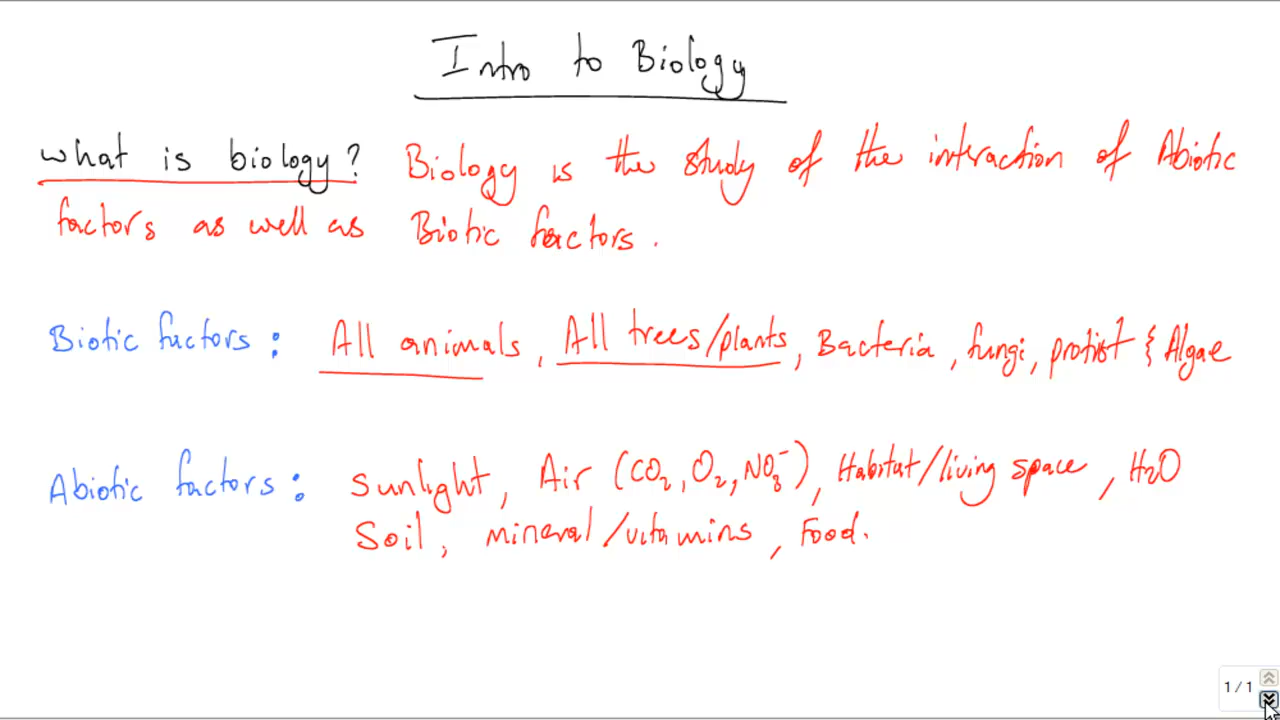 Intro to Biology
what is biology? Biology is the study of the interaction of Abiotic
factors as well as Biotic factors.
Biotic factors: All animals, All trees/plants, Bacteria, fungi, protist & Algae
Abiotic factors: Sunlight, Air (CO₂, O₂, NO₃⁻), Habitat/living space, H₂O
Soil, mineral/vitamins, Food.
1 / 1